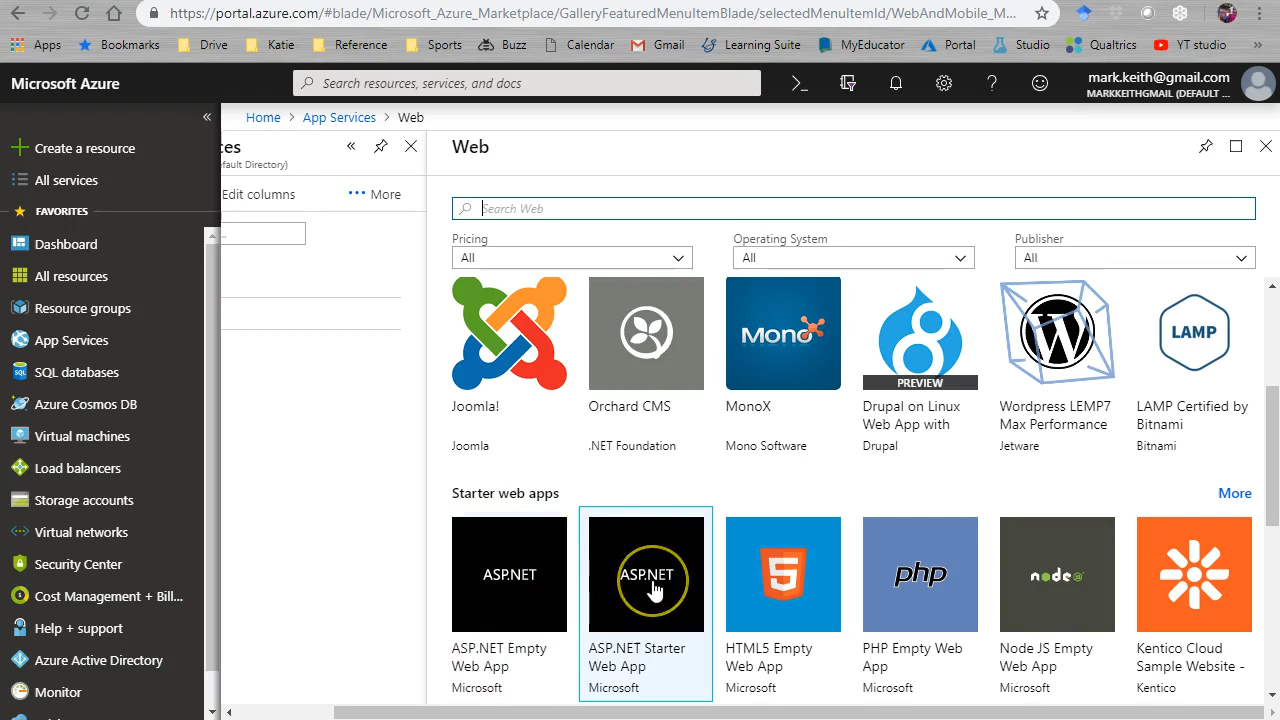 https://portal.azure.com/#blade/Microsoft_Azure_Marketplace/GalleryFeaturedMenuItemBlade/selectedMenuItemId/WebAndMobile_M...
Apps Bookmarks Drive Katie Reference Sports Buzz Calendar Gmail Learning Suite MyEducator Portal Studio Qualtrics YT studio »
Microsoft Azure
Search resources, services, and docs
mark.keith@gmail.com
MARKKEITHGMAIL (DEFAULT ...
Home > App Services > Web
Create a resource
All services
FAVORITES
Dashboard
All resources
Resource groups
App Services
SQL databases
Azure Cosmos DB
Virtual machines
Load balancers
Storage accounts
Virtual networks
Security Center
Cost Management + Bill...
Help + support
Azure Active Directory
Monitor
ces
efault Directory)
Edit columns
••• More
Web
Search Web
Pricing Operating System Publisher
All All All
MONO
8
PREVIEW
W
LAMP
Joomla! Orchard CMS MonoX Drupal on Linux Wordpress LEMP7 LAMP Certified by
Web App with Max Performance Bitnami
Joomla .NET Foundation Mono Software Drupal Jetware Bitnami
Starter web apps More
ASP.NET ASP.NET 5 php node
ASP.NET Empty ASP.NET Starter HTML5 Empty PHP Empty Web Node JS Empty Kentico Cloud
Web App Web App Web App App Web App Sample Website -
Microsoft Microsoft Microsoft Microsoft Microsoft Kentico